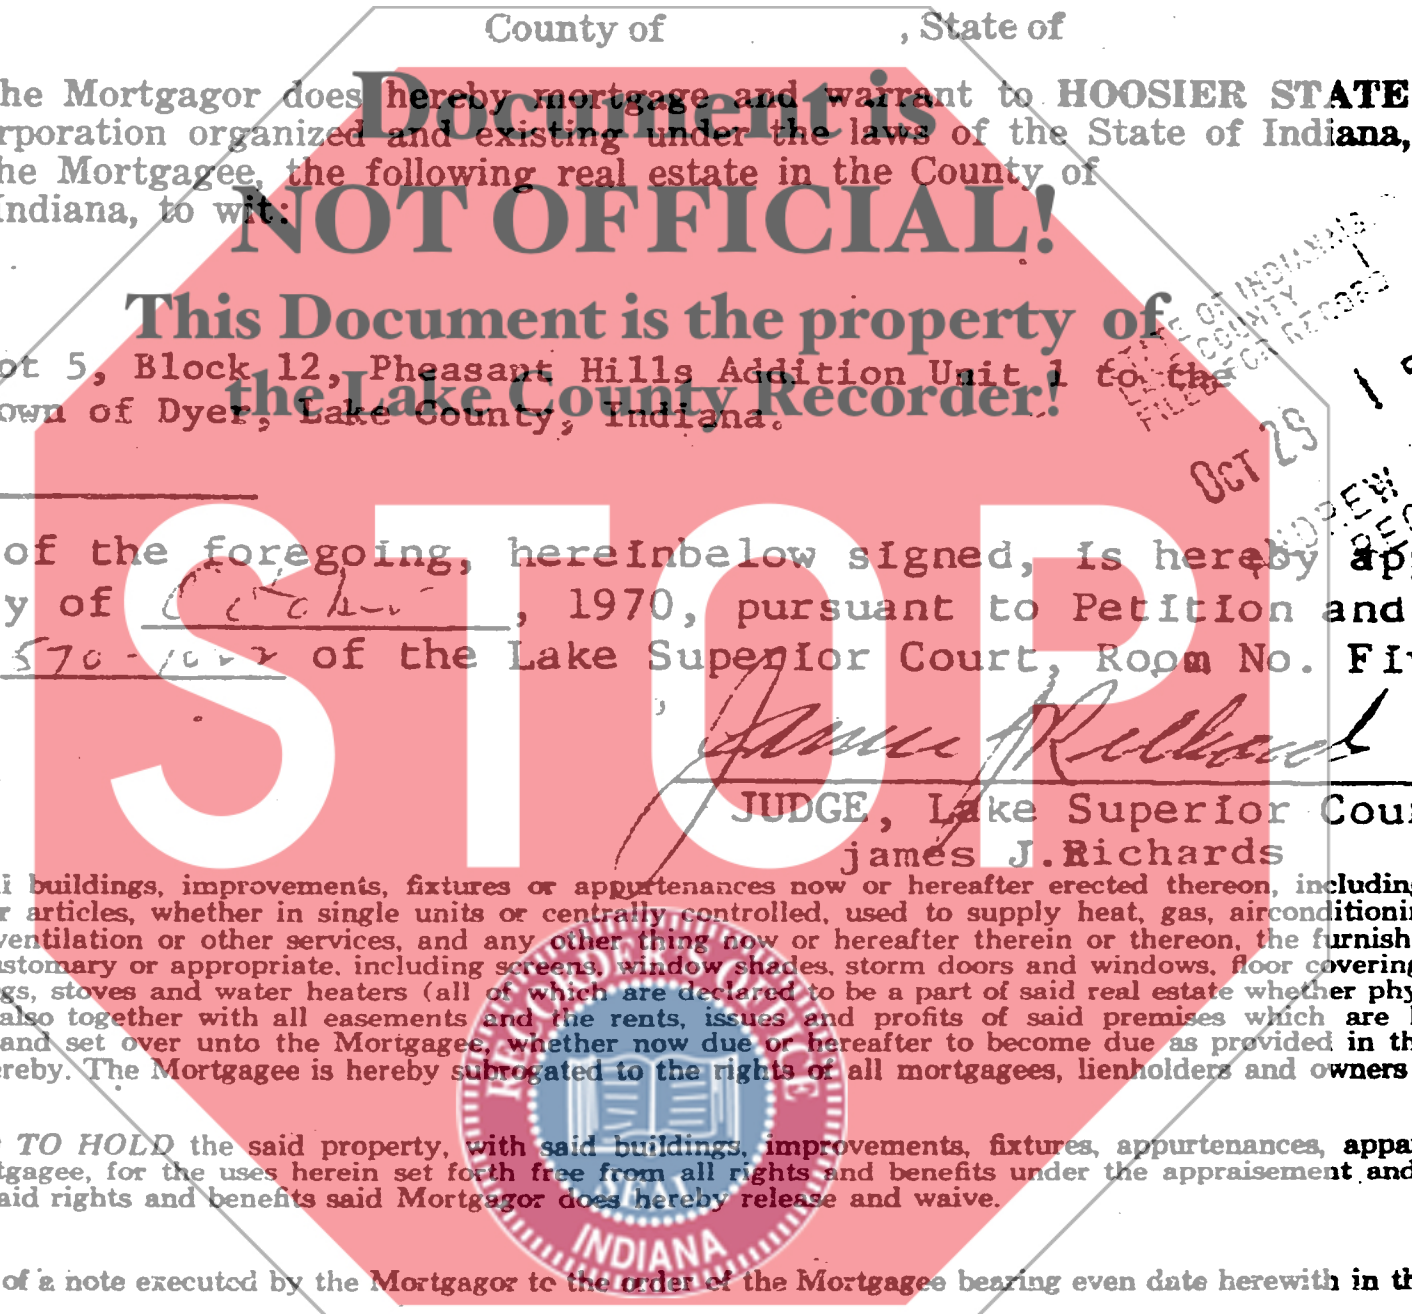 County of , State of
he Mortgagor does hereby mortgage and warrant to HOOSIER STATE
rporation organized and existing under the laws of the State of Indiana,
he Mortgagee, the following real estate in the County of
Indiana, to wit:
Document is
NOT OFFICIAL!
This Document is the property of
the Lake County Recorder!
ot 5, Block 12, Pheasant Hills Addition Unit 1 to the
own of Dyer, Lake County, Indiana.
COUNTY
OCT 29
STOP
of the foregoing, hereinbelow signed, is hereby ap
y of October, 1970, pursuant to Petition and
of the Lake Superior Court, Room No. Fi
James J Richards
JUDGE, Lake Superior Cou
james J.Richards
buildings, improvements, fixtures or appurtenances now or hereafter erected thereon, includin
r articles, whether in single units or centrally controlled, used to supply heat, gas, airconditioni
ventilation or other services, and any other thing now or hereafter therein or thereon, the furnish
stomary or appropriate, including screens, window shades, storm doors and windows, floor covering
gs, stoves and water heaters (all of which are declared to be a part of said real estate whether phy
also together with all easements and the rents, issues and profits of said premises which are
and set over unto the Mortgagee, whether now due or hereafter to become due as provided in th
ereby. The Mortgagee is hereby subrogated to the rights of all mortgagees, lienholders and owners
TO HOLD the said property, with said buildings, improvements, fixtures, appurtenances, appa
tgagee, for the uses herein set forth free from all rights and benefits under the appraisement and
aid rights and benefits said Mortgagor does hereby release and waive.
of a note executed by the Mortgagor to the order of the Mortgagee bearing even date herewith in th
RECORDER'S OFFICE
SEAL
INDIANA